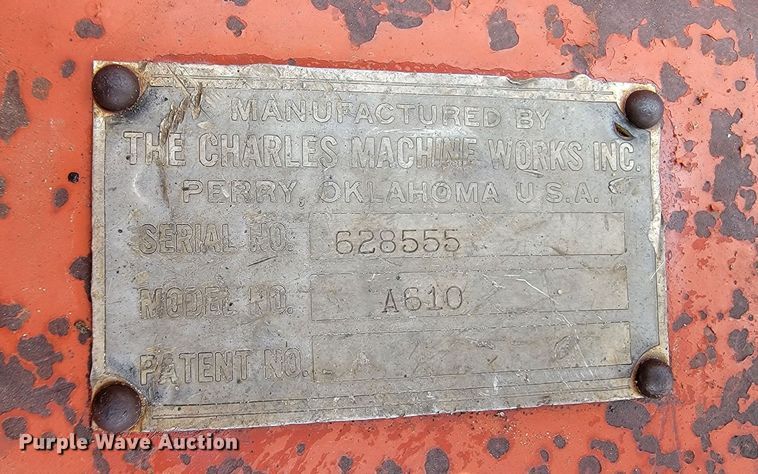 MANUFACTURED BY
THE CHARLES MACHINE WORKS INC.
PERRY, OKLAHOMA U.S.A.
SERIAL NO. 628555
MODEL NO. A610
PATENT NO.
Purple Wave Auction